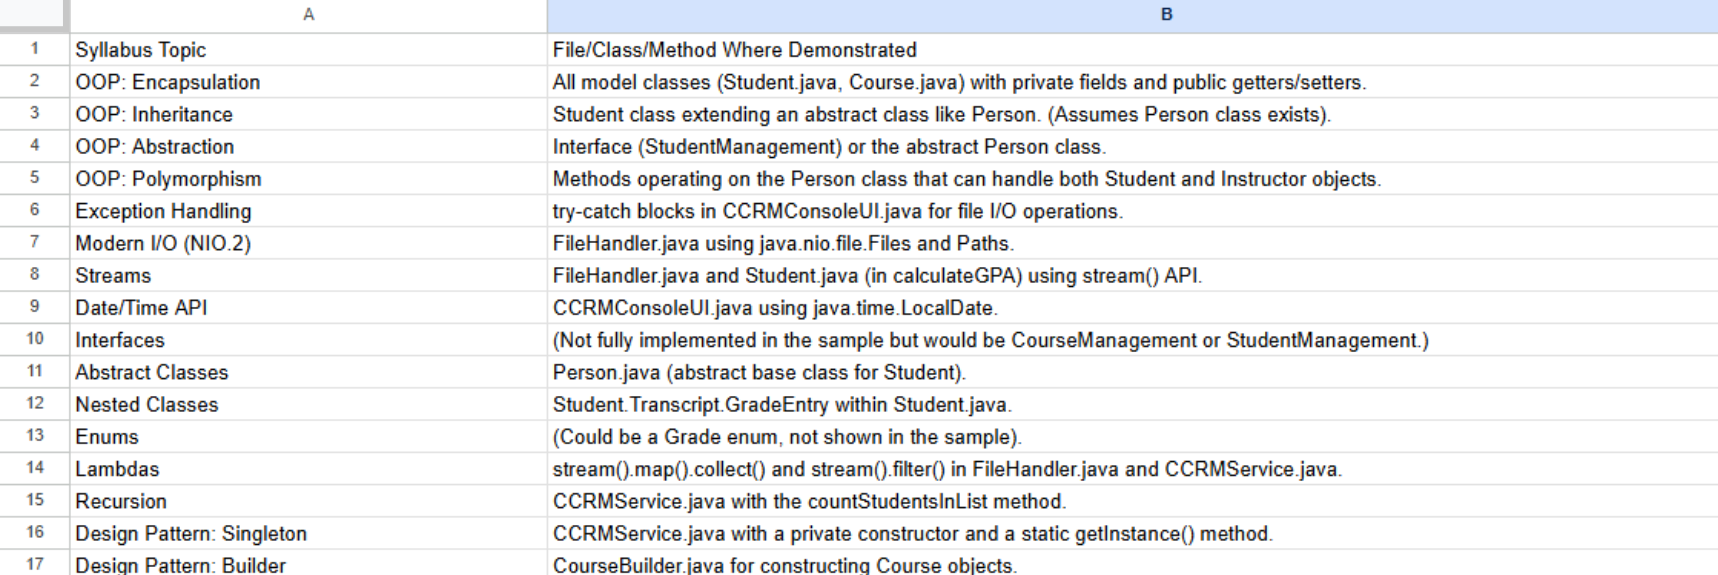 A B
1 Syllabus Topic File/Class/Method Where Demonstrated
2 OOP: Encapsulation All model classes (Student.java, Course.java) with private fields and public getters/setters.
3 OOP: Inheritance Student class extending an abstract class like Person. (Assumes Person class exists).
4 OOP: Abstraction Interface (StudentManagement) or the abstract Person class.
5 OOP: Polymorphism Methods operating on the Person class that can handle both Student and Instructor objects.
6 Exception Handling try-catch blocks in CCRMConsoleUI.java for file I/O operations.
7 Modern I/O (NIO.2) FileHandler.java using java.nio.file.Files and Paths.
8 Streams FileHandler.java and Student.java (in calculateGPA) using stream() API.
9 Date/Time API CCRMConsoleUI.java using java.time.LocalDate.
10 Interfaces (Not fully implemented in the sample but would be CourseManagement or StudentManagement.)
11 Abstract Classes Person.java (abstract base class for Student).
12 Nested Classes Student.Transcript.GradeEntry within Student.java.
13 Enums (Could be a Grade enum, not shown in the sample).
14 Lambdas stream().map().collect() and stream().filter() in FileHandler.java and CCRMService.java.
15 Recursion CCRMService.java with the countStudentsInList method.
16 Design Pattern: Singleton CCRMService.java with a private constructor and a static getInstance() method.
17 Design Pattern: Builder CourseBuilder.java for constructing Course objects.